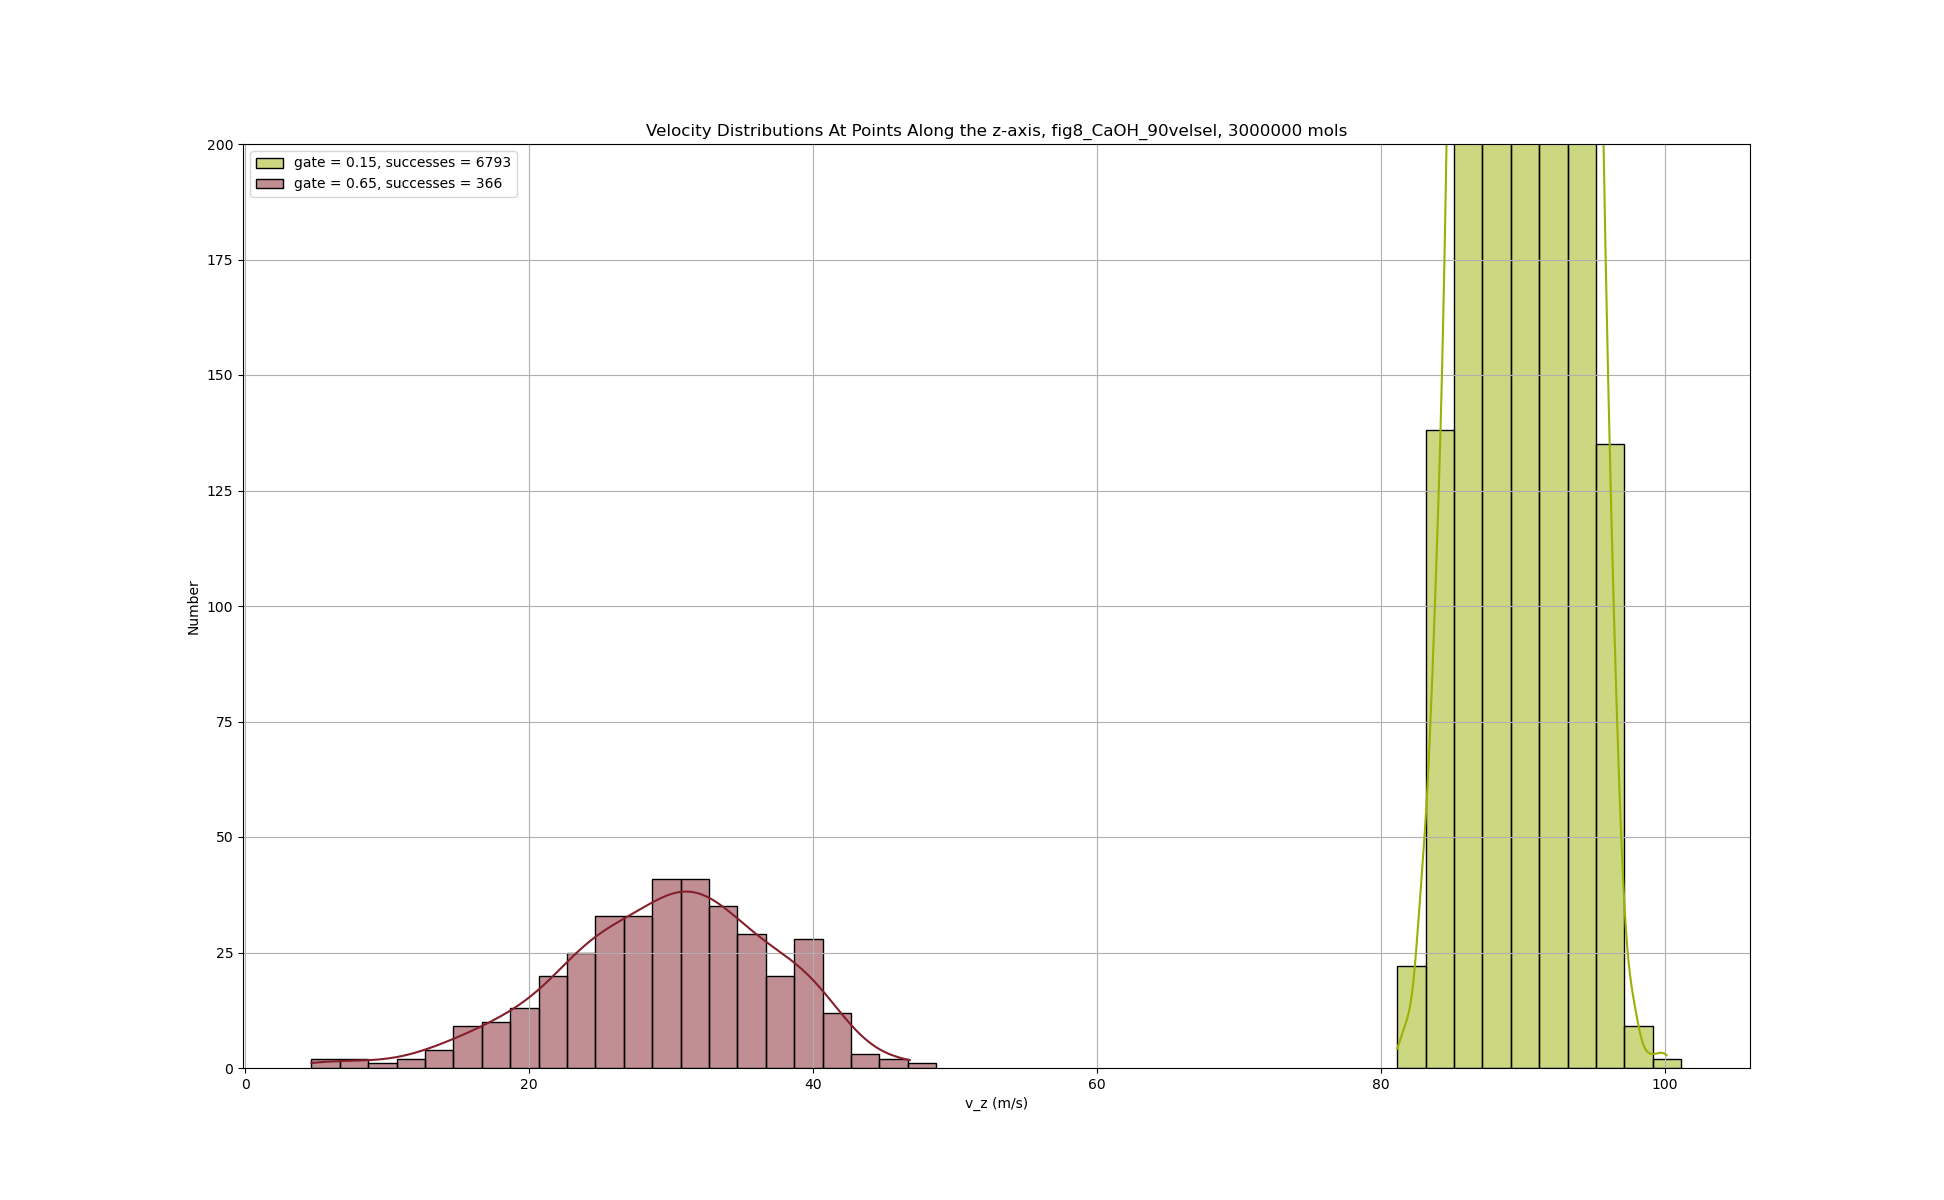 Velocity Distributions At Points Along the z-axis, fig8_CaOH_90velsel, 3000000 mols
gate = 0.15, successes = 6793
gate = 0.65, successes = 366
200
175
150
125
100
75
50
25
0
Number
0 20 40 60 80 100
v_z (m/s)